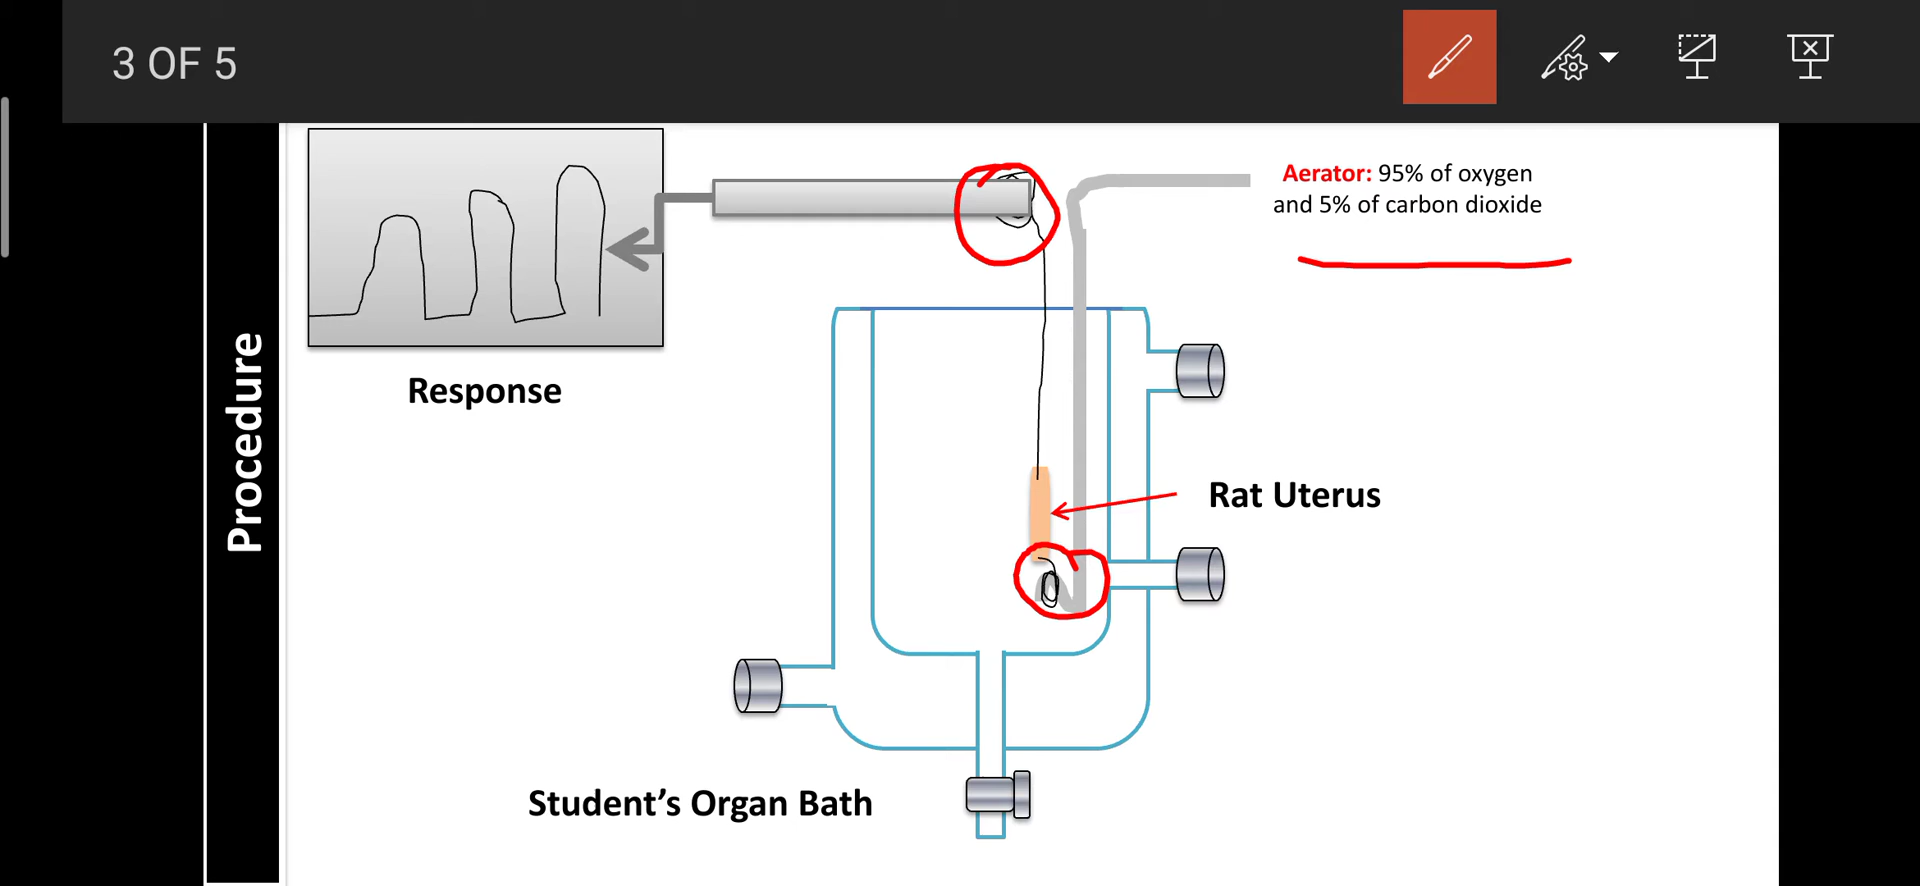 3 OF 5
Procedure
Response
Aerator: 95% of oxygen
and 5% of carbon dioxide
Rat Uterus
Student’s Organ Bath